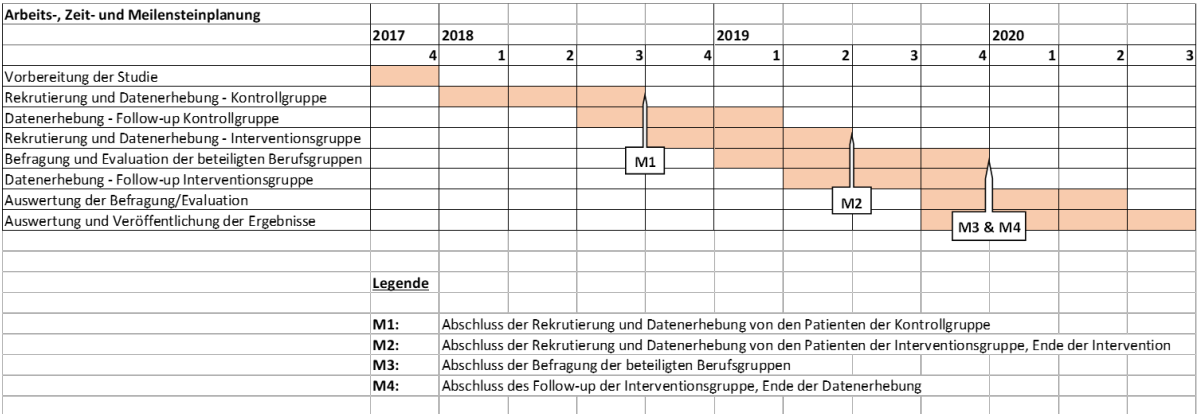 Arbeits-, Zeit- und Meilensteinplanung
2017 2018 2019 2020
4 1 2 3 4 1 2 3 4 1 2 3
Vorbereitung der Studie
Rekrutierung und Datenerhebung - Kontrollgruppe
Datenerhebung - Follow-up Kontrollgruppe
Rekrutierung und Datenerhebung - Interventionsgruppe
Befragung und Evaluation der beteiligten Berufsgruppen
M1
Datenerhebung - Follow-up Interventionsgruppe
Auswertung der Befragung/Evaluation
M2
Auswertung und Veröffentlichung der Ergebnisse
M3 & M4
Legende
M1: Abschluss der Rekrutierung und Datenerhebung von den Patienten der Kontrollgruppe
M2: Abschluss der Rekrutierung und Datenerhebung von den Patienten der Interventionsgruppe, Ende der Intervention
M3: Abschluss der Befragung der beteiligten Berufsgruppen
M4: Abschluss des Follow-up der Interventionsgruppe, Ende der Datenerhebung